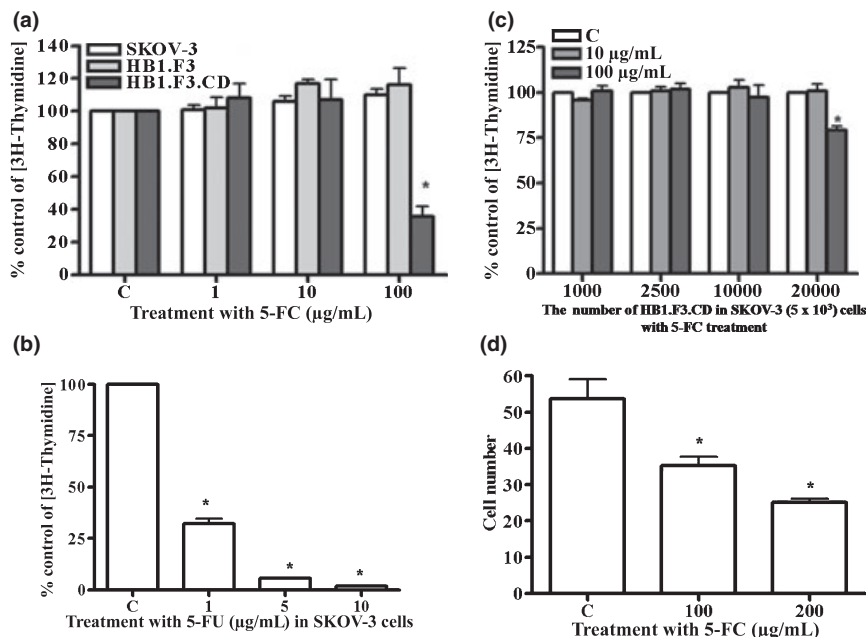 (a)
SKOV-3
HB1.F3
HB1.F3.CD
140
120
100
80
60
40
20
0
*
% control of [3H-Thymidine]
C 1 10 100
Treatment with 5-FC (µg/mL)
(c)
C
10 µg/mL
100 µg/mL
125
100
75
50
25
0
*
% control of [3H-Thymidine]
1000 2500 10000 20000
The number of HB1.F3.CD in SKOV-3 (5 x 10³) cells
with 5-FC treatment
(b)
100
75
50
25
0
* * *
% control of [3H-Thymidine]
C 1 5 10
Treatment with 5-FU (µg/mL) in SKOV-3 cells
(d)
60
50
40
30
20
10
0
* *
Cell number
C 100 200
Treatment with 5-FC (µg/mL)